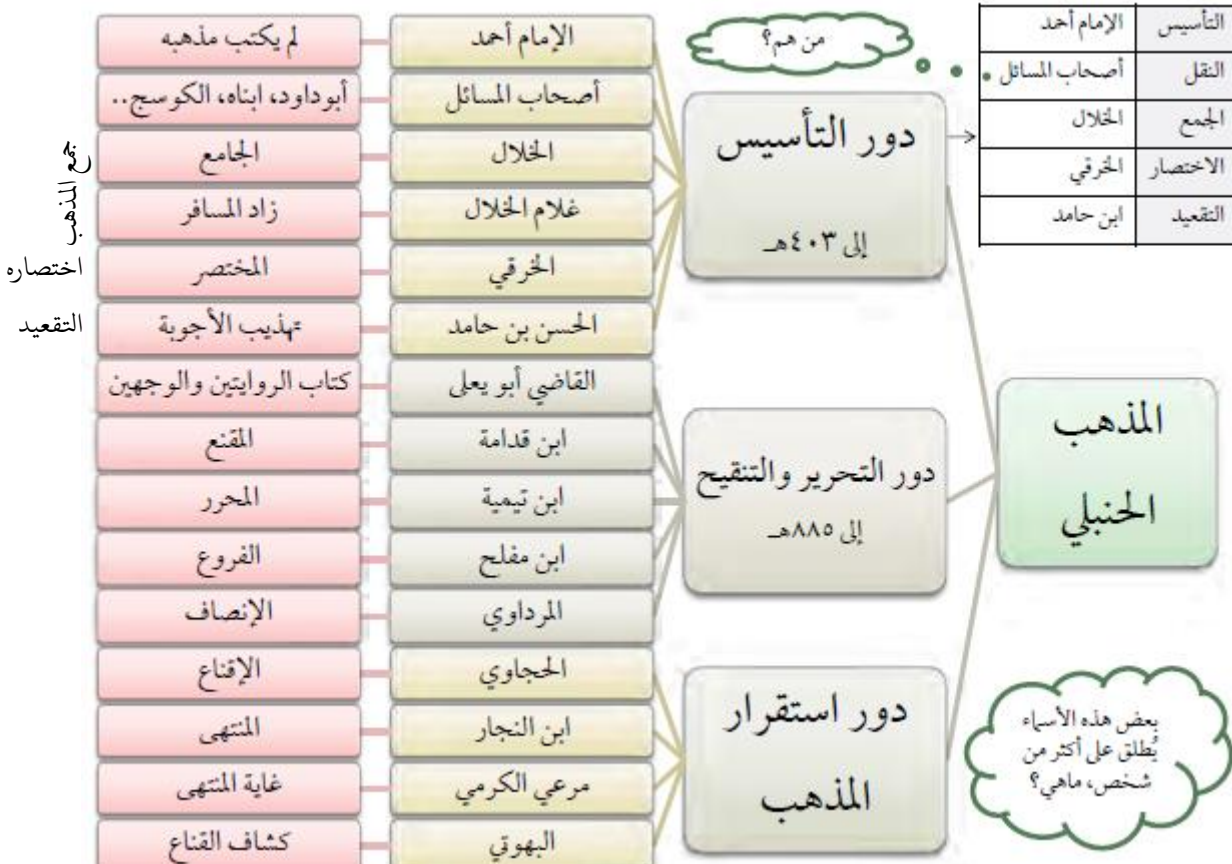 التأسيس الإمام أحمد
النقل أصحاب المسائل
الجمع الخلال
الاختصار الخرقي
التقعيد ابن حامد
من هم؟
المذهب
الحنبلي
دور التأسيس
إلى ٤٠٣هـ
الإمام أحمد لم يكتب مذهبه
أصحاب المسائل أبوداود، ابناه، الكوسج..
الخلال الجامع
غلام الخلال زاد المسافر
جمع المذهب
الخرقي المختصر اختصاره
الحسن بن حامد تهذيب الأجوبة التقعيد
دور التحرير والتنقيح
إلى ٨٨٥هـ
القاضي أبو يعلى كتاب الروايتين والوجهين
ابن قدامة المقنع
ابن تيمية المحرر
ابن مفلح الفروع
المرداوي الإنصاف
دور استقرار
المذهب
الحجاوي الإقناع
ابن النجار المنتهى
مرعي الكرمي غاية المنتهى
البهوتي كشاف القناع
بعض هذه الأسماء
يُطلق على أكثر من
شخص، ماهي؟